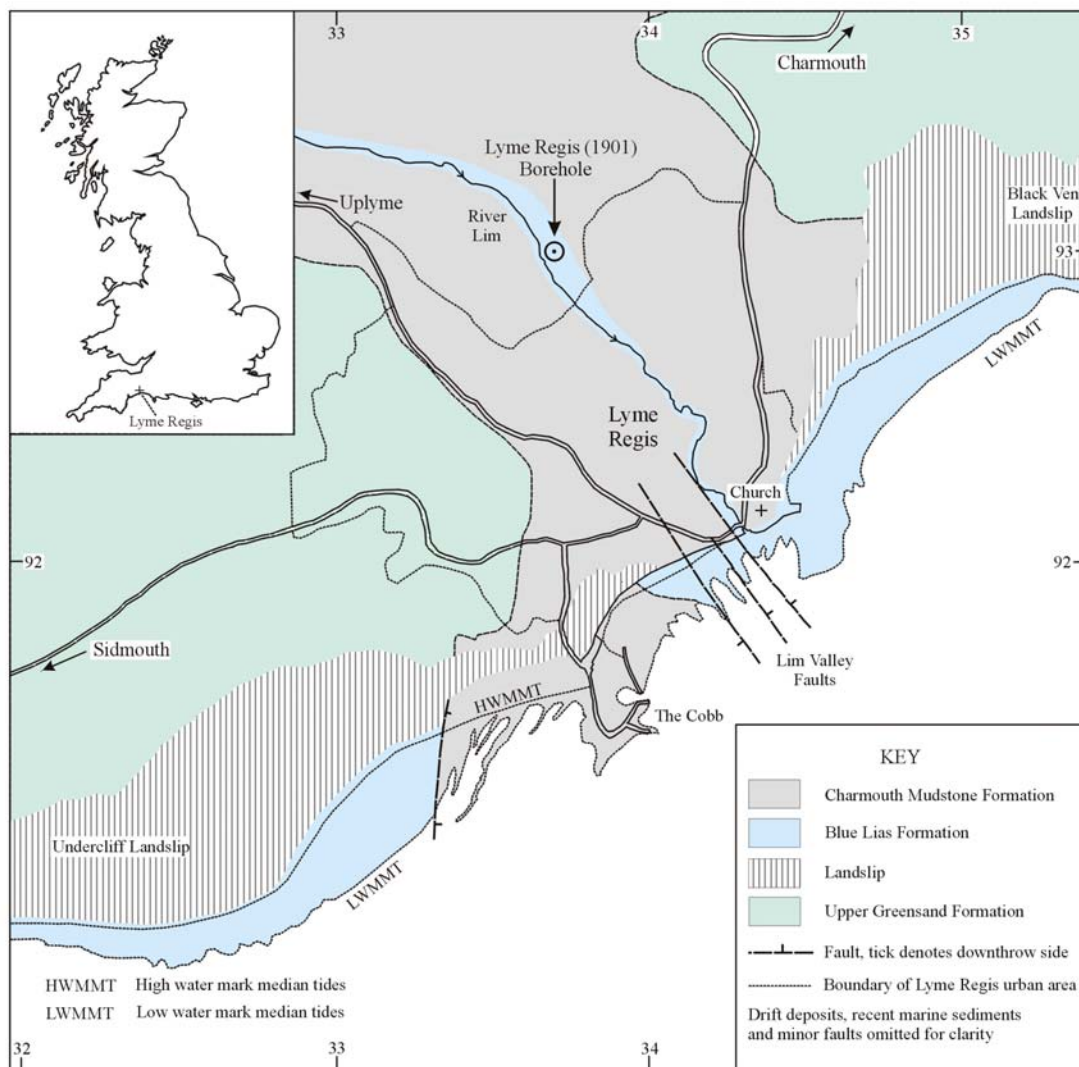 33
34
35
Charmouth
Lyme Regis (1901)
Borehole
Uplyme
River
Lim
Black Ven
Landslip
93
LWMMT
Lyme Regis
Lyme
Regis
Church
92
92
Sidmouth
Lim Valley
Faults
HWMMT
The Cobb
Undercliff Landslip
LWMMT
HWMMT High water mark median tides
LWMMT Low water mark median tides
32
33
34
KEY
Charmouth Mudstone Formation
Blue Lias Formation
Landslip
Upper Greensand Formation
Fault, tick denotes downthrow side
Boundary of Lyme Regis urban area
Drift deposits, recent marine sediments
and minor faults omitted for clarity